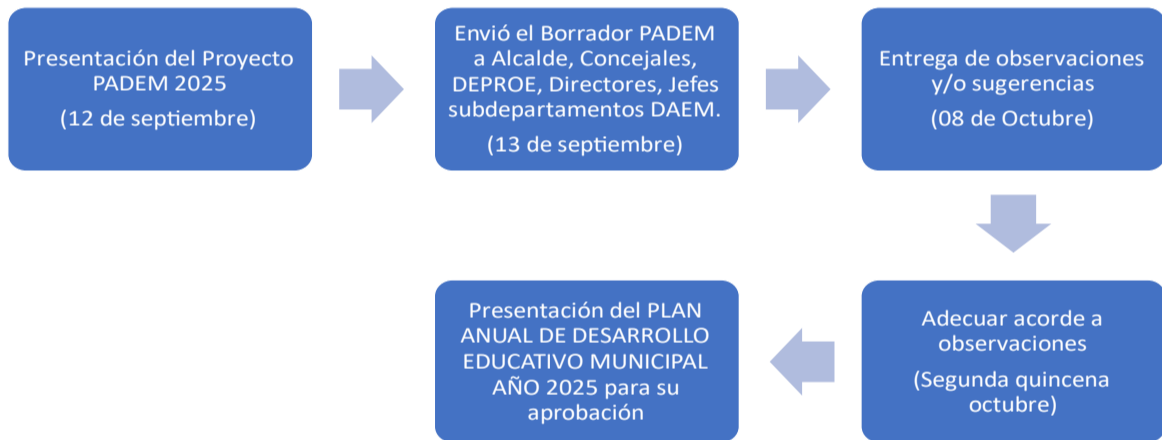 Presentación del Proyecto
PADEM 2025
(12 de septiembre)
Envió el Borrador PADEM
a Alcalde, Concejales,
DEPROE, Directores, Jefes
subdepartamentos DAEM.
(13 de septiembre)
Entrega de observaciones
y/o sugerencias
(08 de Octubre)
Adecuar acorde a
observaciones
(Segunda quincena
octubre)
Presentación del PLAN
ANUAL DE DESARROLLO
EDUCATIVO MUNICIPAL
AÑO 2025 para su
aprobación